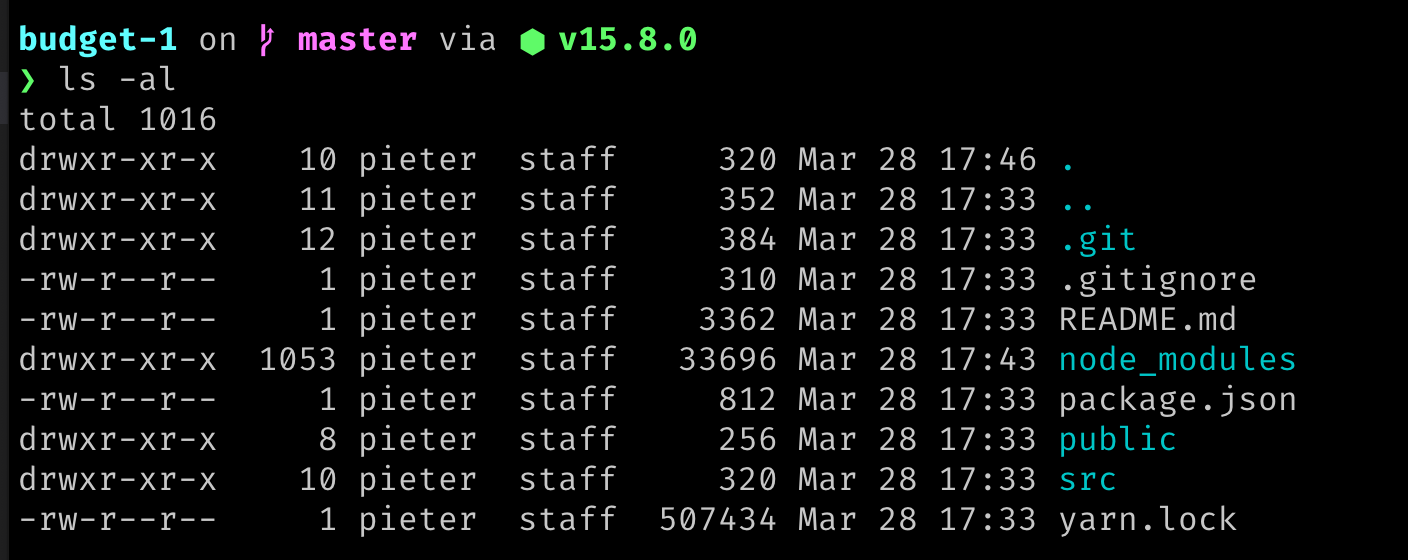 budget-1 on master via ⬢ v15.8.0
❯ ls -al
total 1016
drwxr-xr-x    10 pieter  staff     320 Mar 28 17:46 .
drwxr-xr-x    11 pieter  staff     352 Mar 28 17:33 ..
drwxr-xr-x    12 pieter  staff     384 Mar 28 17:33 .git
-rw-r--r--     1 pieter  staff     310 Mar 28 17:33 .gitignore
-rw-r--r--     1 pieter  staff    3362 Mar 28 17:33 README.md
drwxr-xr-x  1053 pieter  staff   33696 Mar 28 17:43 node_modules
-rw-r--r--     1 pieter  staff     812 Mar 28 17:33 package.json
drwxr-xr-x     8 pieter  staff     256 Mar 28 17:33 public
drwxr-xr-x    10 pieter  staff     320 Mar 28 17:33 src
-rw-r--r--     1 pieter  staff  507434 Mar 28 17:33 yarn.lock